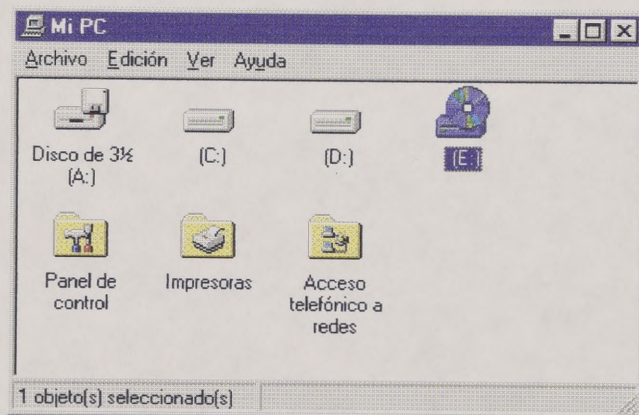 Mi PC
Archivo Edición Ver Ayuda
Disco de 3½
(A:)
(C:)
(D:)
(E:)
Panel de
control
Impresoras
Acceso
telefónico a
redes
1 objeto(s) seleccionado(s)